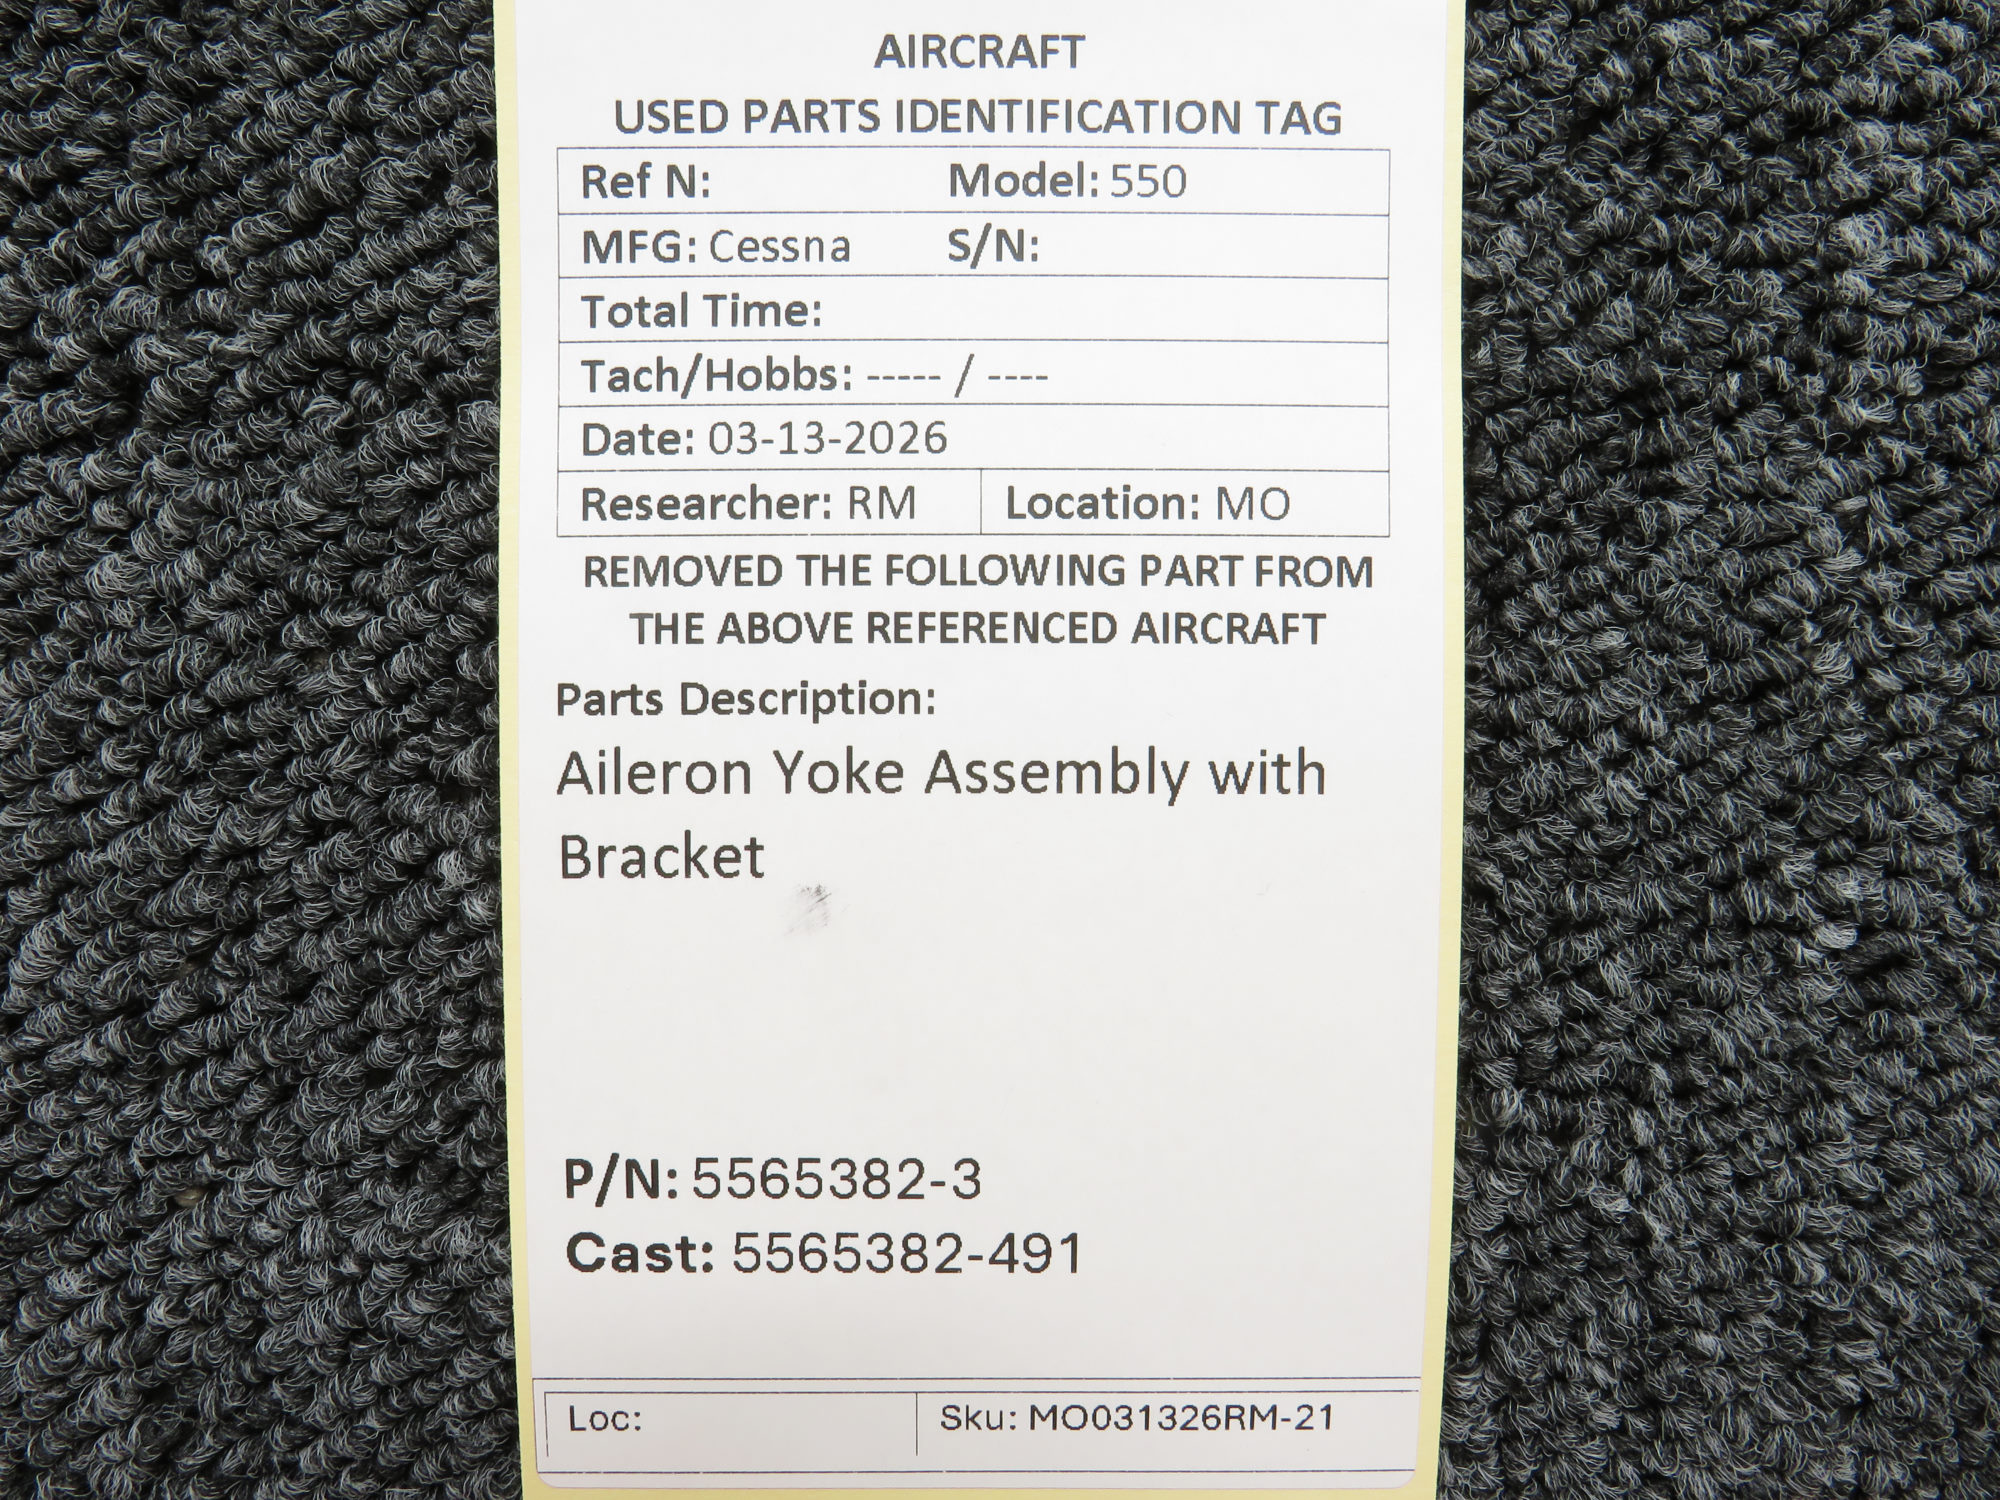 AIRCRAFT
USED PARTS IDENTIFICATION TAG
Ref N: Model: 550
MFG: Cessna S/N:
Total Time:
Tach/Hobbs: ----- / ----
Date: 03-13-2026
Researcher: RM Location: MO
REMOVED THE FOLLOWING PART FROM
THE ABOVE REFERENCED AIRCRAFT
Parts Description:
Aileron Yoke Assembly with
Bracket
P/N: 5565382-3
Cast: 5565382-491
Loc: Sku: MO031326RM-21